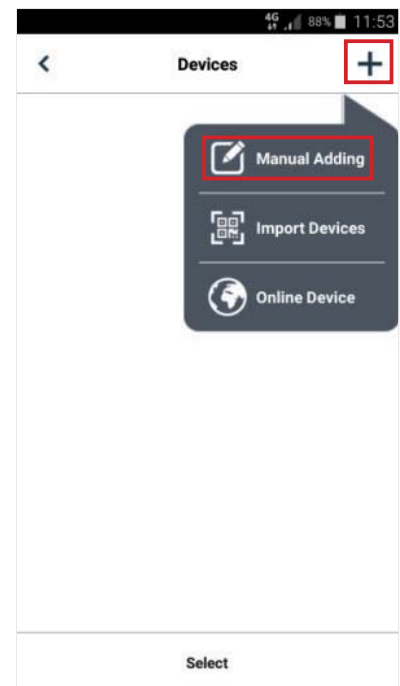 4G 88% 11:53
Devices
Manual Adding
Import Devices
Online Device
Select